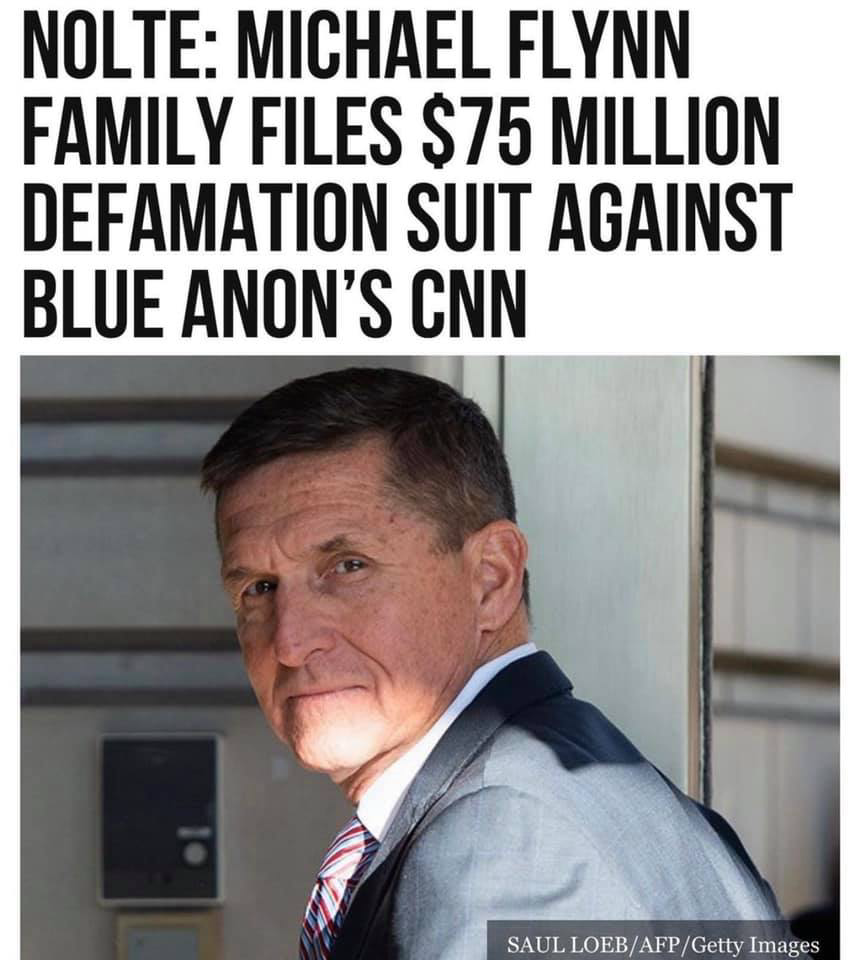 NOLTE: MICHAEL FLYNN
FAMILY FILES $75 MILLION
DEFAMATION SUIT AGAINST
BLUE ANON’S CNN
SAUL LOEB/AFP/Getty Images